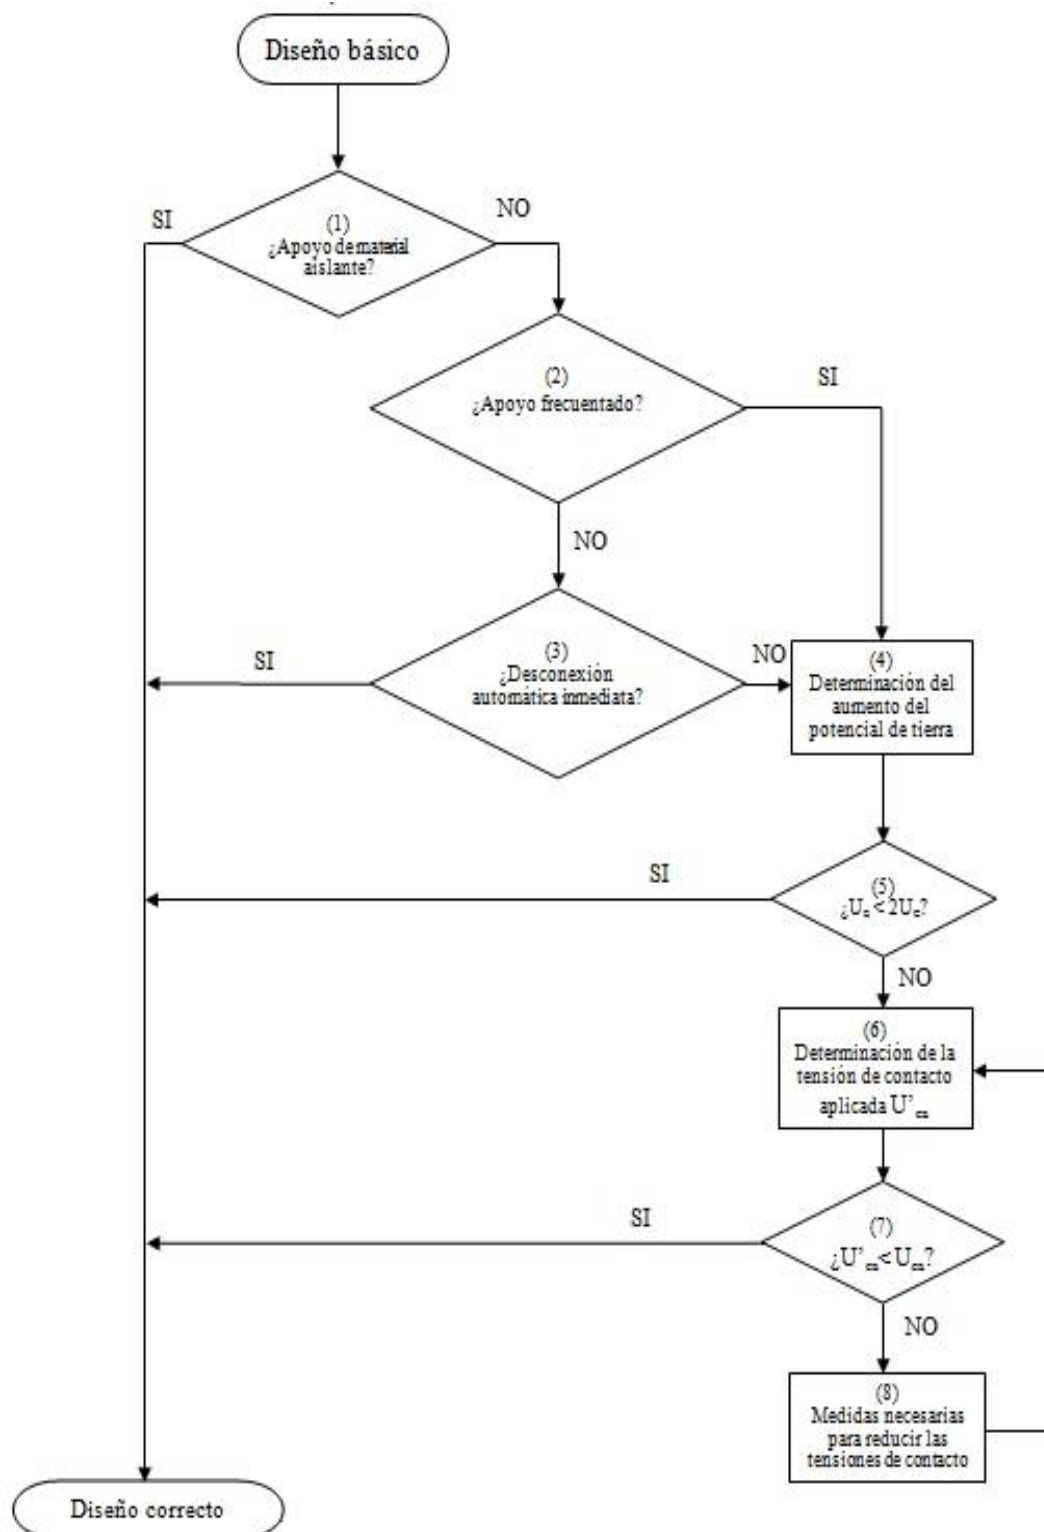 Diseño básico
SI
NO
(1)
¿Apoyo de material
aislante?
(2)
¿Apoyo frecuentado?
SI
NO
(3)
¿Desconexión
automática inmediata?
SI
NO
(4)
Determinación del
aumento del
potencial de tierra
SI
(5)
NO
(6)
Determinación de la
tensión de contacto
aplicada U'ca
SI
(7)
¿U'ca<Uca?
NO
(8)
Medidas necesarias
para reducir las
tensiones de contacto
Diseño correcto